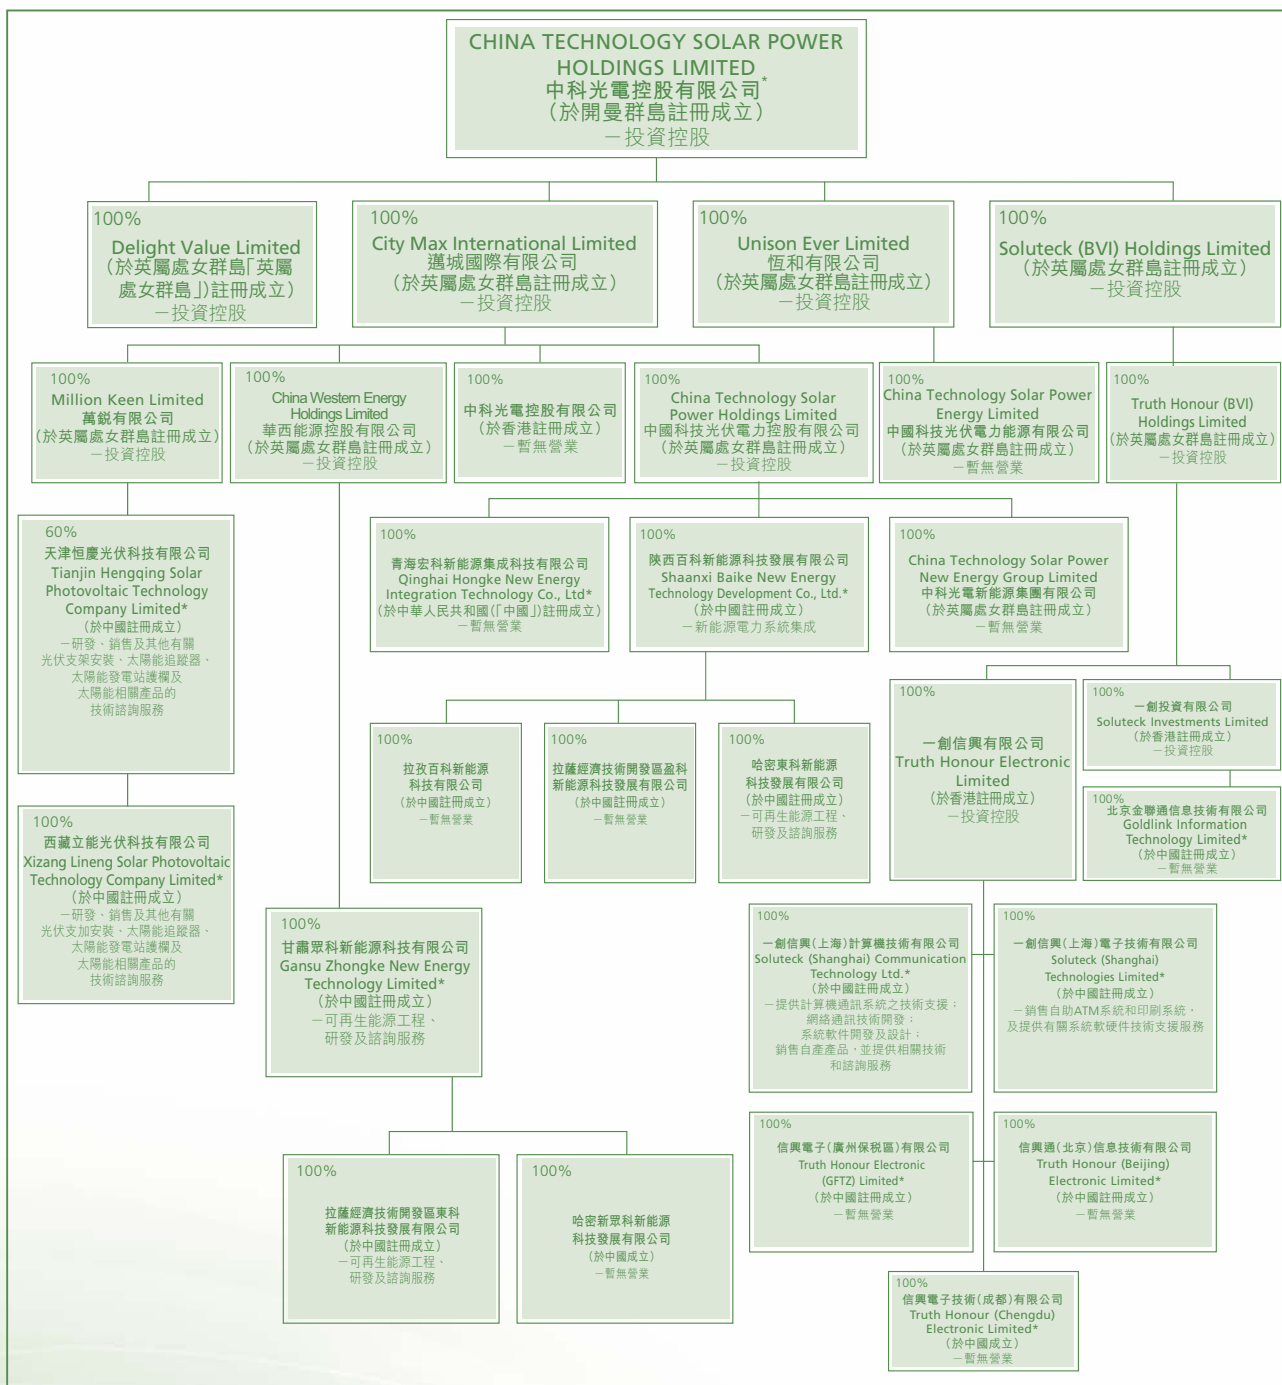 CHINA TECHNOLOGY SOLAR POWER
HOLDINGS LIMITED
中科光電控股有限公司*
（於開曼群島註冊成立）
－投資控股
100%
Delight Value Limited
（於英屬處女群島「英屬
處女群島」）註冊成立）
－投資控股
100%
City Max International Limited
邁城國際有限公司
（於英屬處女群島註冊成立）
－投資控股
100%
Unison Ever Limited
恆和有限公司
（於英屬處女群島註冊成立）
－投資控股
100%
Soluteck (BVI) Holdings Limited
（於英屬處女群島註冊成立）
－投資控股
100%
Million Keen Limited
萬鋭有限公司
（於英屬處女群島註冊成立）
－投資控股
100%
China Western Energy
Holdings Limited
華西能源控股有限公司
（於英屬處女群島註冊成立）
－投資控股
100%
中科光電控股有限公司
（於香港註冊成立）
－暫無營業
100%
China Technology Solar
Power Holdings Limited
中國科技光伏電力控股有限公司
（於英屬處女群島註冊成立）
－投資控股
100%
China Technology Solar Power
Energy Limited
中國科技光伏電力能源有限公司
（於英屬處女群島註冊成立）
－暫無營業
100%
Truth Honour (BVI)
Holdings Limited
（於英屬處女群島註冊成立）
－投資控股
60%
天津恒慶光伏科技有限公司
Tianjin Hengqing Solar
Photovoltaic Technology
Company Limited*
（於中國註冊成立）
－研發、銷售及其他有關
光伏支架安裝、太陽能追蹤器、
太陽能發電站護欄及
太陽能相關產品的
技術諮詢服務
100%
青海宏科新能源集成科技有限公司
Qinghai Hongke New Energy
Integration Technology Co., Ltd*
（於中華人民共和國（「中國」）註冊成立）
－暫無營業
100%
陝西百科新能源科技發展有限公司
Shaanxi Baike New Energy
Technology Development Co., Ltd.*
（於中國註冊成立）
－新能源電力系統集成
100%
China Technology Solar Power
New Energy Group Limited
中科光電新能源集團有限公司
（於英屬處女群島註冊成立）
－暫無營業
100%
一創信興有限公司
Truth Honour Electronic
Limited
（於香港註冊成立）
－投資控股
100%
一創投資有限公司
Soluteck Investments Limited
（於香港註冊成立）
－投資控股
100%
拉孜百科新能源
科技有限公司
（於中國註冊成立）
－暫無營業
100%
拉薩經濟技術開發區盈科
新能源科技發展有限公司
（於中國註冊成立）
－暫無營業
100%
哈密東科新能源
科技發展有限公司
（於中國註冊成立）
－可再生能源工程、
研發及諮詢服務
100%
北京金聯通信息技術有限公司
Goldlink Information
Technology Limited*
（於中國註冊成立）
－暫無營業
100%
西藏立能光伏科技有限公司
Xizang Lineng Solar Photovoltaic
Technology Company Limited*
（於中國註冊成立）
－研發、銷售及其他有關
光伏支加安裝、太陽能追蹤器、
太陽能發電站護欄及
太陽能相關產品的
技術諮詢服務
100%
甘肅眾科新能源科技有限公司
Gansu Zhongke New Energy
Technology Limited*
（於中國註冊成立）
－可再生能源工程、
研發及諮詢服務
100%
一創信興（上海）計算機技術有限公司
Soluteck (Shanghai) Communication
Technology Ltd.*
（於中國註冊成立）
－提供計算機通訊系統之技術支援；
網絡通訊技術開發；
系統軟件開發及設計；
銷售自產產品，並提供相關技術
和諮詢服務
100%
一創信興（上海）電子技術有限公司
Soluteck (Shanghai)
Technologies Limited*
（於中國註冊成立）
－銷售自助ATM系統和印刷系統，
及提供有關系統軟硬件技術支援服務
100%
信興電子（廣州保稅區）有限公司
Truth Honour Electronic
(GFTZ) Limited*
（於中國註冊成立）
－暫無營業
100%
信興通（北京）信息技術有限公司
Truth Honour (Beijing)
Electronic Limited*
（於中國註冊成立）
－暫無營業
100%
拉薩經濟技術開發區東科
新能源科技發展有限公司
（於中國註冊成立）
－可再生能源工程、
研發及諮詢服務
100%
哈密新眾科新能源
科技發展有限公司
（於中國成立）
－暫無營業
100%
信興電子技術（成都）有限公司
Truth Honour (Chengdu)
Electronic Limited*
（於中國成立）
－暫無營業